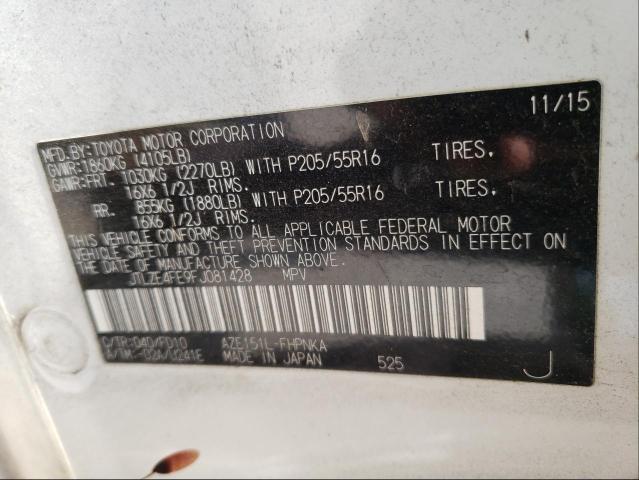 11/15
MFD.BY:TOYOTA MOTOR CORPORATION
GVWR:1860KG (4105LB)
GAWR:FRT. 1030KG (2270LB) WITH P205/55R16 TIRES.
16X6 1/2J RIMS.
RR. 855KG (1880LB) WITH P205/55R16 TIRES.
16X6 1/2J RIMS.
THIS VEHICLE CONFORMS TO ALL APPLICABLE FEDERAL MOTOR
VEHICLE SAFETY AND THEFT PREVENTION STANDARDS IN EFFECT ON
THE DATE OF MANUFACTURE SHOWN ABOVE.
JTLZE4FE9FJ081428 MPV
C/TR:040/FD10 AZE151L-FHPNKA
A/TM:-02A/U241E MADE IN JAPAN 525 J